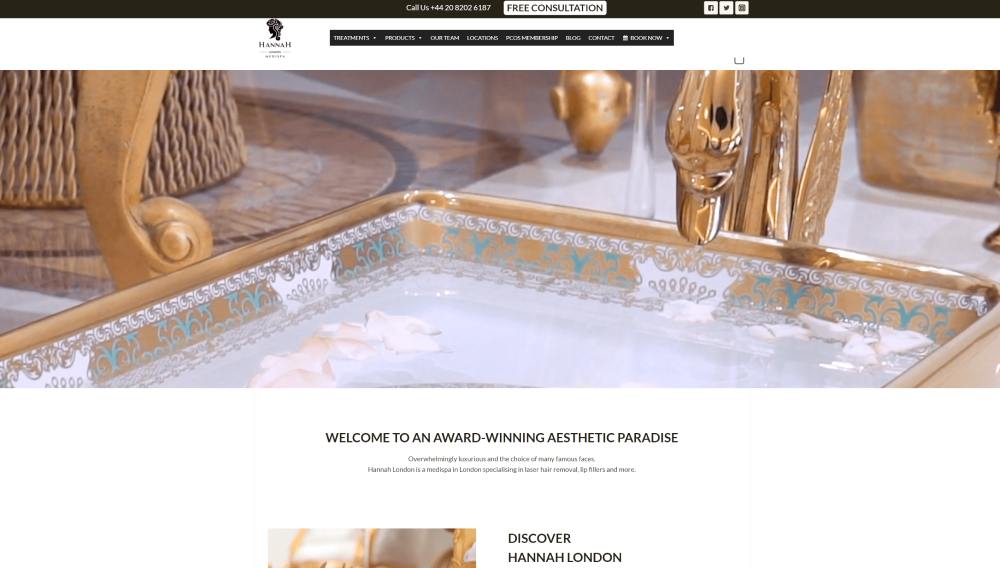 Call Us +44 20 8202 6187
FREE CONSULTATION
HANNAH
LONDON
MEDISPA
TREATMENTS
PRODUCTS
OUR TEAM
LOCATIONS
PCOS MEMBERSHIP
BLOG
CONTACT
BOOK NOW
WELCOME TO AN AWARD-WINNING AESTHETIC PARADISE
Overwhelmingly luxurious and the choice of many famous faces.
Hannah London is a medispa in London specialising in laser hair removal, lip fillers and more.
DISCOVER
HANNAH LONDON